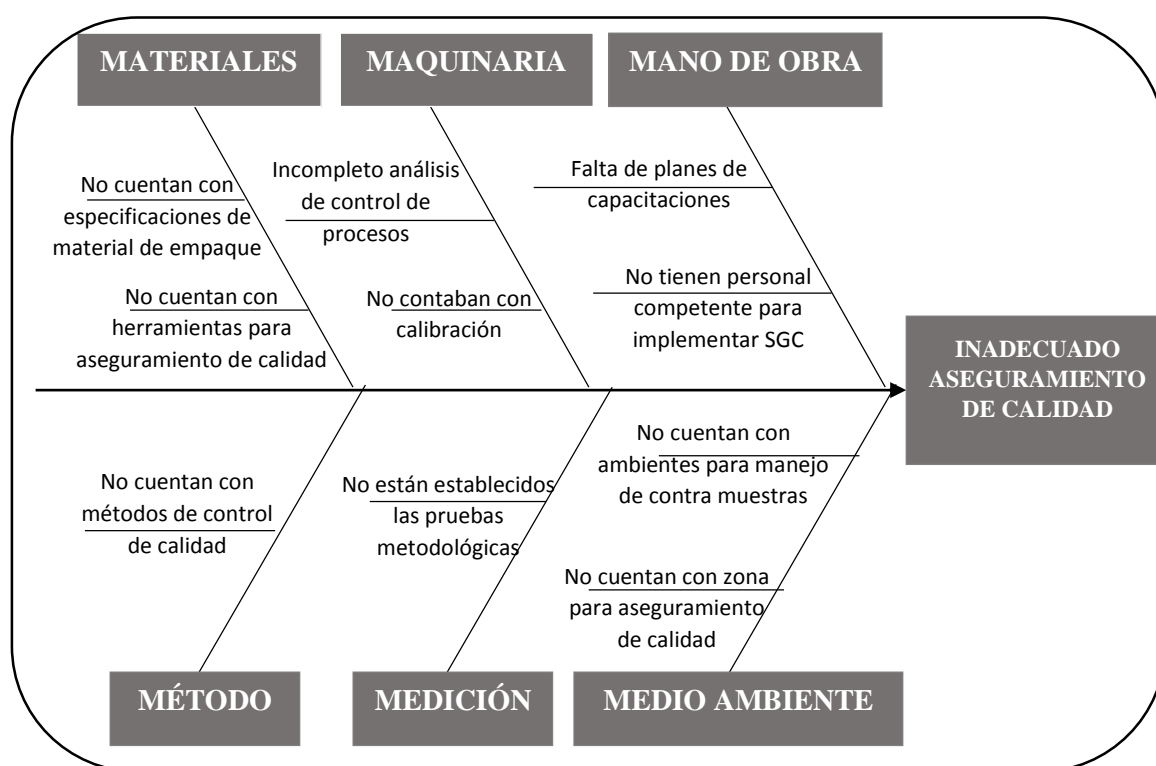 MATERIALES
MAQUINARIA
MANO DE OBRA
No cuentan con
especificaciones de
material de empaque
No cuentan con
herramientas para
aseguramiento de calidad
Incompleto análisis
de control de
procesos
No contaban con
calibración
Falta de planes de
capacitaciones
No tienen personal
competente para
implementar SGC
INADECUADO
ASEGURAMIENTO
DE CALIDAD
No cuentan con
métodos de control
de calidad
No están establecidos
las pruebas
metodológicas
No cuentan con
ambientes para manejo
de contra muestras
No cuentan con zona
para aseguramiento
de calidad
MÉTODO
MEDICIÓN
MEDIO AMBIENTE